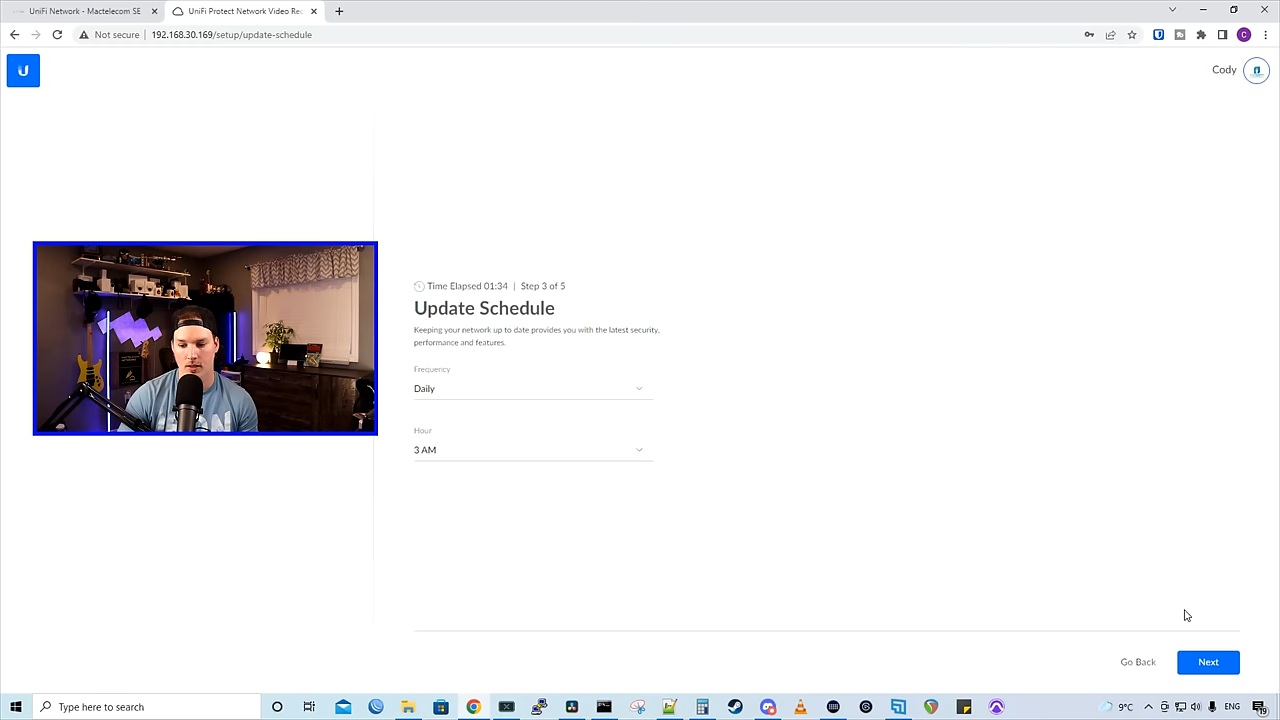 UniFi Network - Mactelecom SE
UniFi Protect Network Video Rec
Not secure
192.168.30.169/setup/update-schedule
Cody
Time Elapsed 01:34 | Step 3 of 5
Update Schedule
Keeping your network up to date provides you with the latest security,
performance and features.
Frequency
Daily
Hour
3 AM
Go Back
Next
Type here to search
9°C
ENG